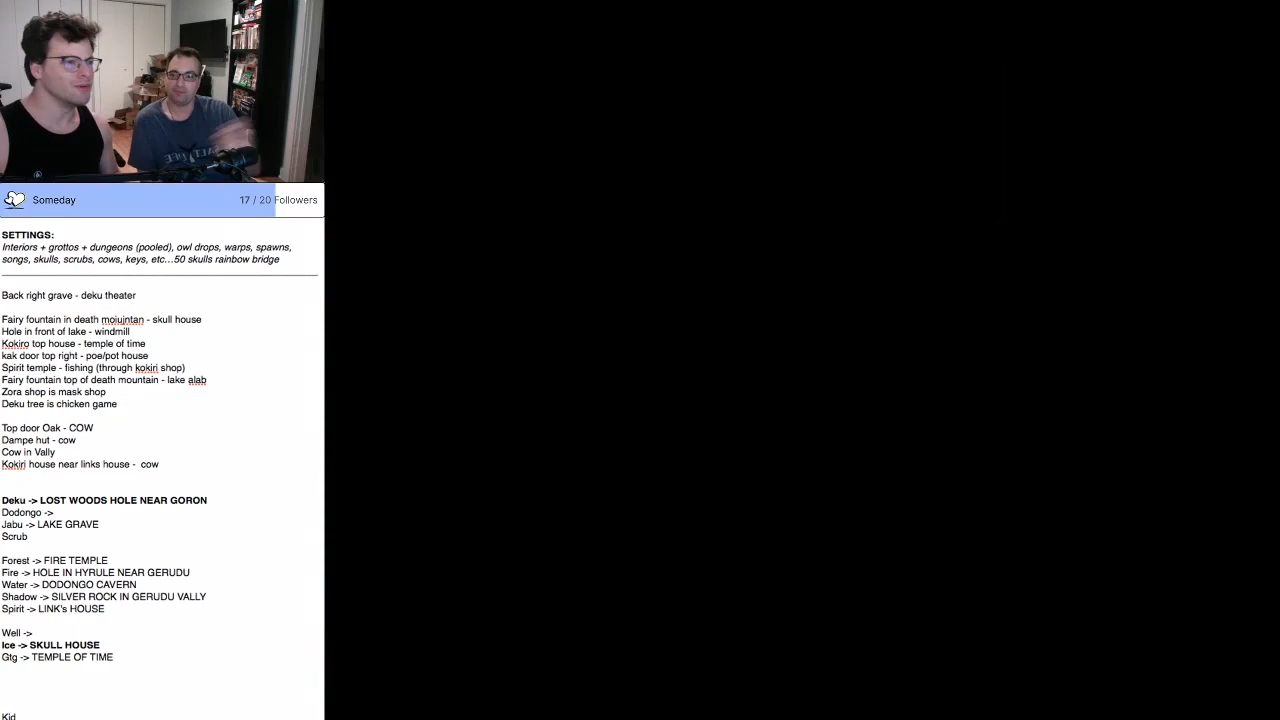 Someday
17 / 20 Followers
SETTINGS:
Interiors + grottos + dungeons (pooled), owl drops, warps, spawns,
songs, skulls, scrubs, cows, keys, etc...50 skulls rainbow bridge
Back right grave - deku theater
Fairy fountain in death moiujntan - skull house
Hole in front of lake - windmill
Kokiro top house - temple of time
kak door top right - poe/pot house
Spirit temple - fishing (through kokiri shop)
Fairy fountain top of death mountain - lake alab
Zora shop is mask shop
Deku tree is chicken game
Top door Oak - COW
Dampe hut - cow
Cow in Vally
Kokiri house near links house - cow
Deku -> LOST WOODS HOLE NEAR GORON
Dodongo ->
Jabu -> LAKE GRAVE
Scrub
Forest -> FIRE TEMPLE
Fire -> HOLE IN HYRULE NEAR GERUDU
Water -> DODONGO CAVERN
Shadow -> SILVER ROCK IN GERUDU VALLY
Spirit -> LINK's HOUSE
Well ->
Ice -> SKULL HOUSE
Gtg -> TEMPLE OF TIME
Kid